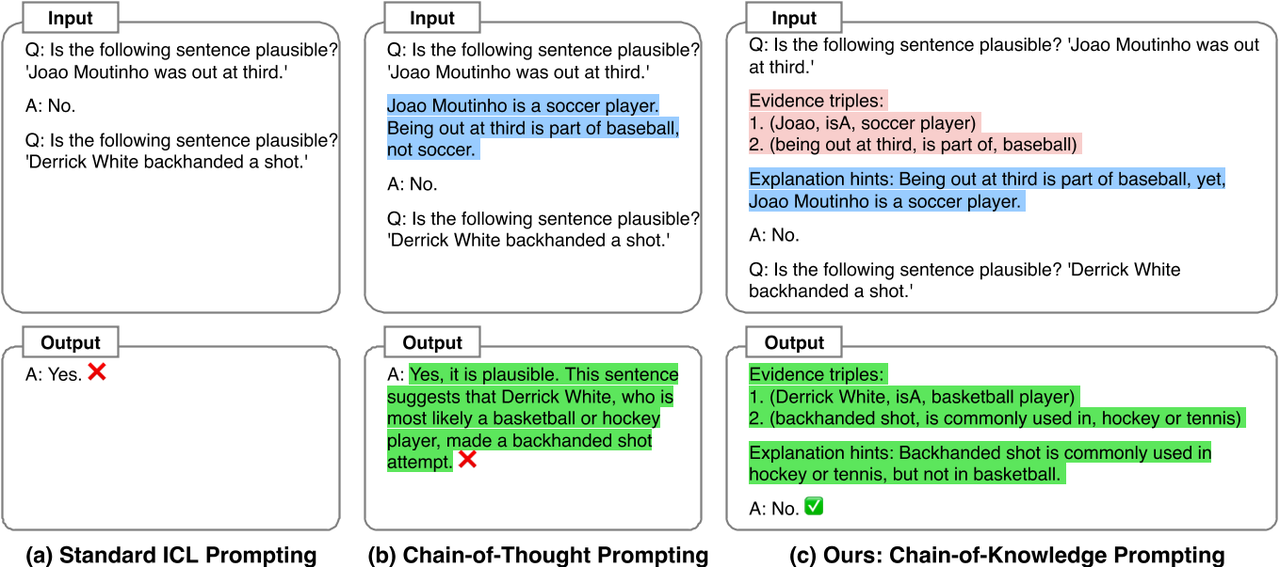 Input
Q: Is the following sentence plausible?
'Joao Moutinho was out at third.'
A: No.
Q: Is the following sentence plausible?
'Derrick White backhanded a shot.'
Output
A: Yes. ❌
(a) Standard ICL Prompting
Input
Q: Is the following sentence plausible?
'Joao Moutinho was out at third.'
Joao Moutinho is a soccer player.
Being out at third is part of baseball,
not soccer.
A: No.
Q: Is the following sentence plausible?
'Derrick White backhanded a shot.'
Output
A: Yes, it is plausible. This sentence
suggests that Derrick White, who is
most likely a basketball or hockey
player, made a backhanded shot
attempt. ❌
(b) Chain-of-Thought Prompting
Input
Q: Is the following sentence plausible? 'Joao Moutinho was out
at third.'
Evidence triples:
1. (Joao, isA, soccer player)
2. (being out at third, is part of, baseball)
Explanation hints: Being out at third is part of baseball, yet,
Joao Moutinho is a soccer player.
A: No.
Q: Is the following sentence plausible? 'Derrick White
backhanded a shot.'
Output
Evidence triples:
1. (Derrick White, isA, basketball player)
2. (backhanded shot, is commonly used in, hockey or tennis)
Explanation hints: Backhanded shot is commonly used in
hockey or tennis, but not in basketball.
A: No. ✅
(c) Ours: Chain-of-Knowledge Prompting